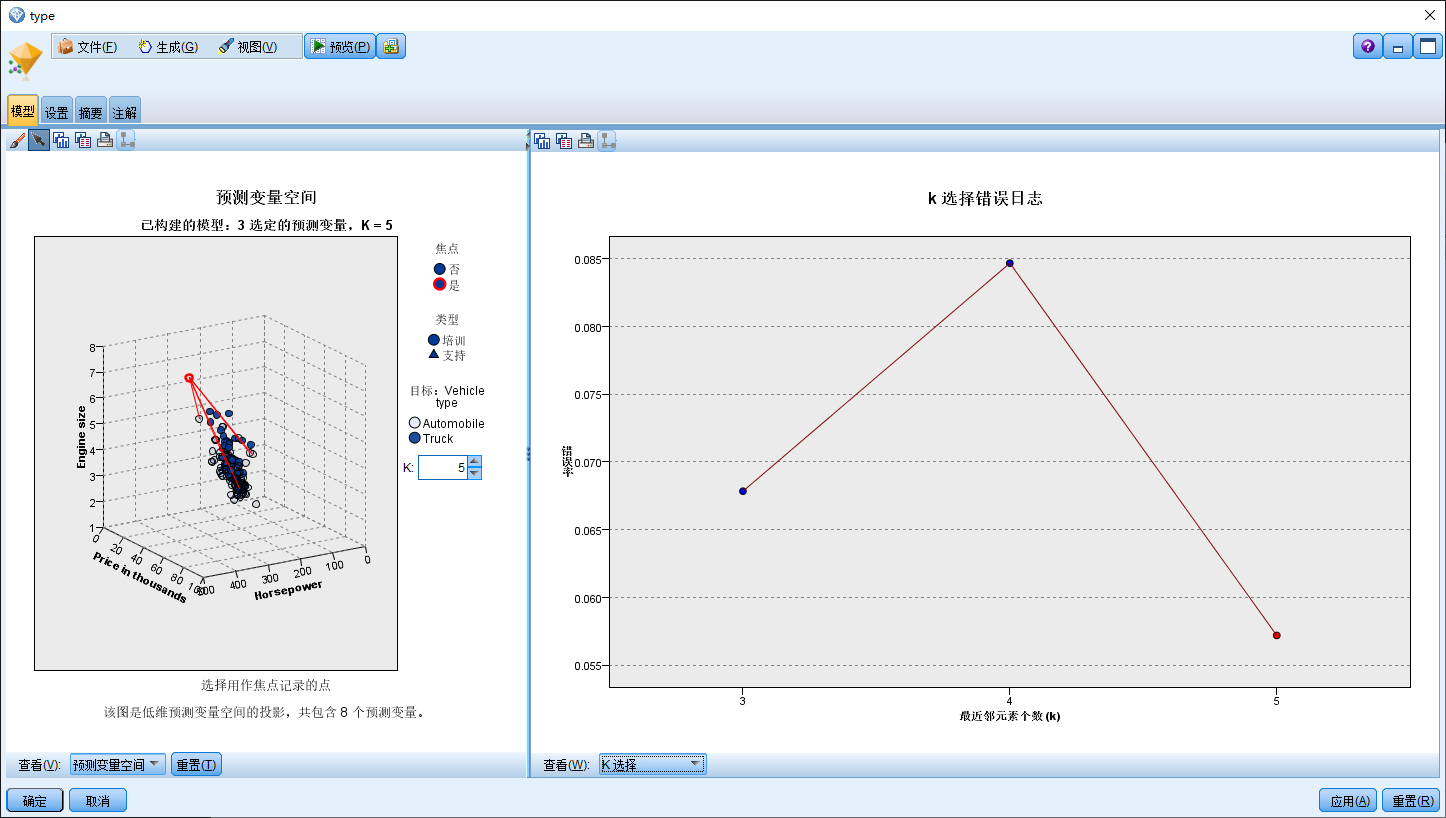 type
文件(F) 生成(G) 视图(V) 预览(P)
模型 设置 摘要 注解
预测变量空间
已构建的模型：3 选定的预测变量，K = 5
焦点
否
是
类型
培训
支持
目标：Vehicle
type
Automobile
Truck
K: 5
8
7
6
5
4
3
2
1
Engine size
0 20 40 60 80 100
Price in thousands
500 400 300 200 100 0
Horsepower
选择用作焦点记录的点
该图是低维预测变量空间的投影，共包含 8 个预测变量。
查看(V): 预测变量空间 重置(T)
k 选择错误日志
0.085
0.080
0.075
0.070
0.065
0.060
0.055
错误率
3 4 5
最近邻元素个数 (k)
查看(W): K 选择
确定 取消 应用(A) 重置(R)